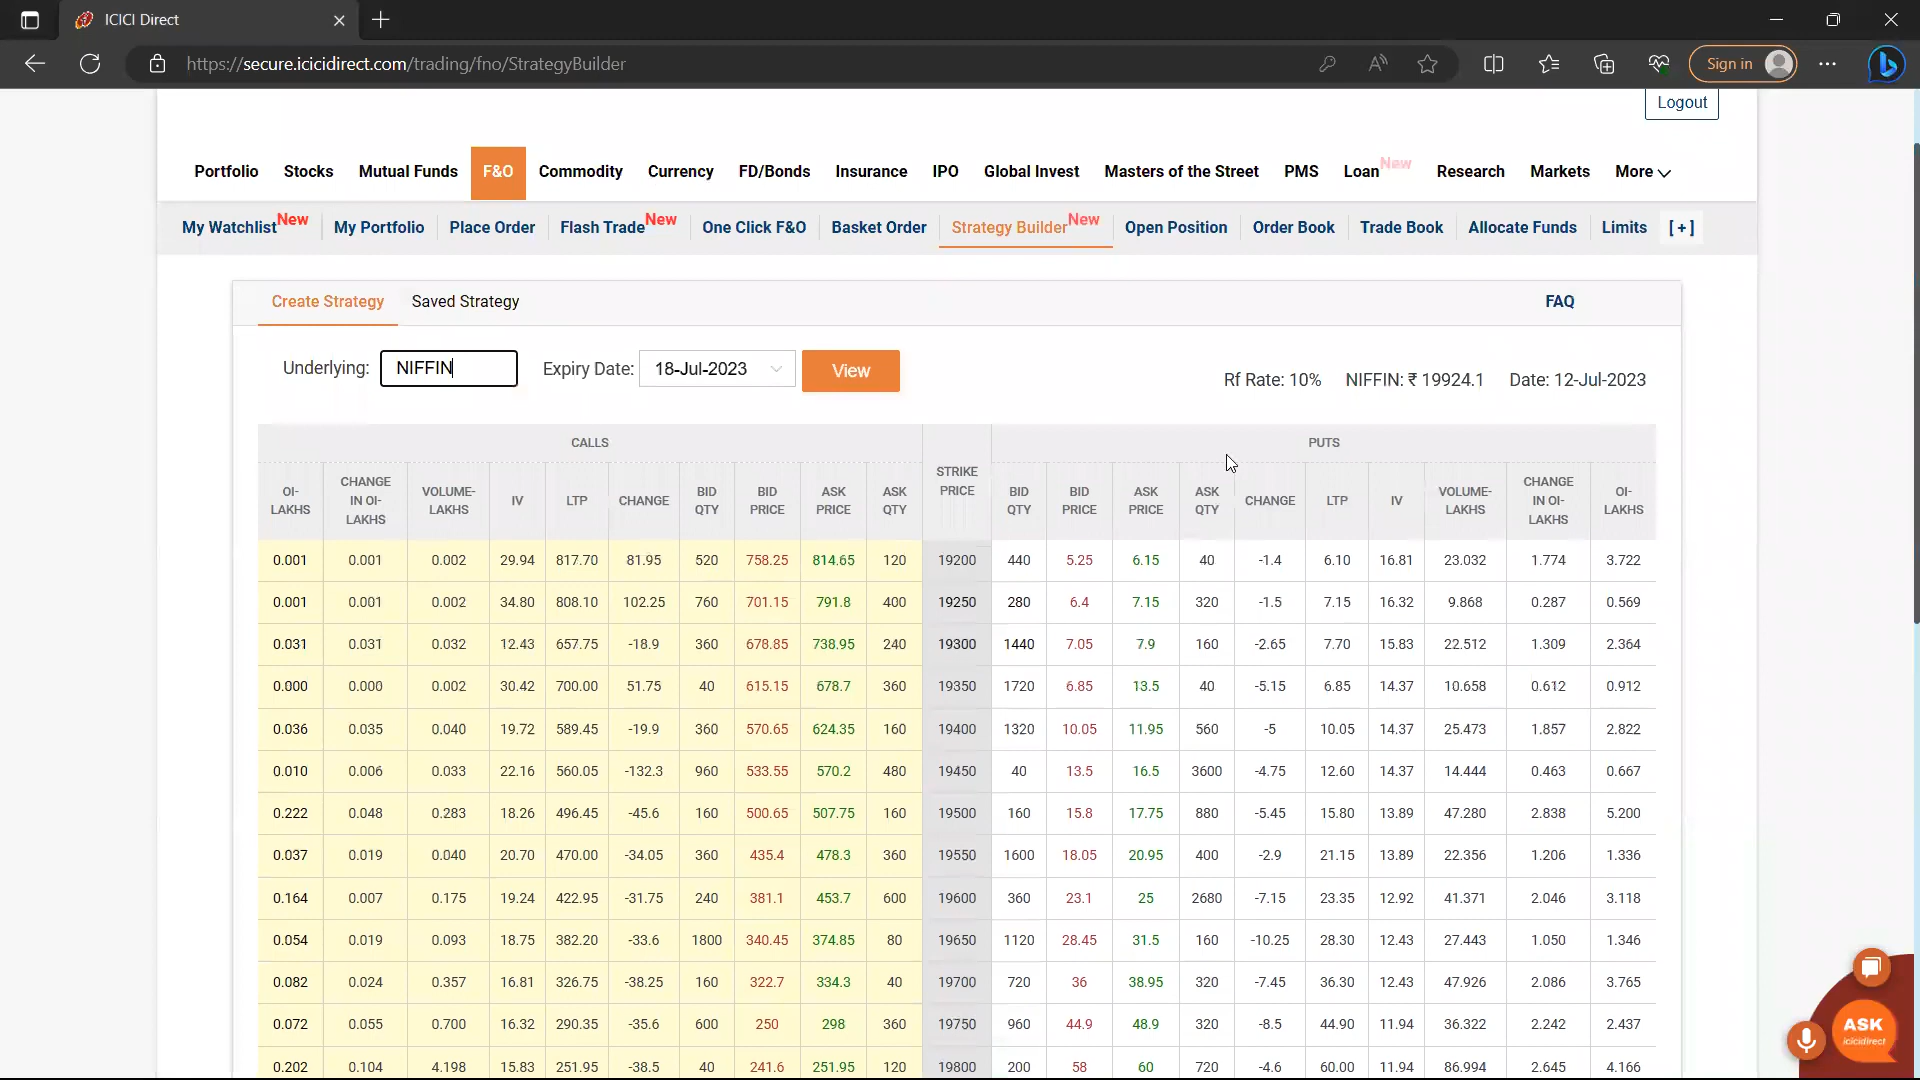 ICICI Direct
https://secure.icicidirect.com/trading/fno/StrategyBuilder
Sign in
Logout
Portfolio Stocks Mutual Funds F&O Commodity Currency FD/Bonds Insurance IPO Global Invest Masters of the Street PMS Loan New Research Markets More
My Watchlist New My Portfolio Place Order Flash Trade New One Click F&O Basket Order Strategy Builder New Open Position Order Book Trade Book Allocate Funds Limits [+]
Create Strategy Saved Strategy FAQ
Underlying: NIFFIN Expiry Date: 18-Jul-2023 View Rf Rate: 10% NIFFIN: ₹ 19924.1 Date: 12-Jul-2023
CALLS STRIKE PRICE PUTS
OI-LAKHS CHANGE IN OI-LAKHS VOLUME-LAKHS IV LTP CHANGE BID QTY BID PRICE ASK PRICE ASK QTY BID QTY BID PRICE ASK PRICE ASK QTY CHANGE LTP IV VOLUME-LAKHS CHANGE IN OI-LAKHS OI-LAKHS
0.001 0.001 0.002 29.94 817.70 81.95 520 758.25 814.65 120 19200 440 5.25 6.15 40 -1.4 6.10 16.81 23.032 1.774 3.722
0.001 0.001 0.002 34.80 808.10 102.25 760 701.15 791.8 400 19250 280 6.4 7.15 320 -1.5 7.15 16.32 9.868 0.287 0.569
0.031 0.031 0.032 12.43 657.75 -18.9 360 678.85 738.95 240 19300 1440 7.05 7.9 160 -2.65 7.70 15.83 22.512 1.309 2.364
0.000 0.000 0.002 30.42 700.00 51.75 40 615.15 678.7 360 19350 1720 6.85 13.5 40 -5.15 6.85 14.37 10.658 0.612 0.912
0.036 0.035 0.040 19.72 589.45 -19.9 360 570.65 624.35 160 19400 1320 10.05 11.95 560 -5 10.05 14.37 25.473 1.857 2.822
0.010 0.006 0.033 22.16 560.05 -132.3 960 533.55 570.2 480 19450 40 13.5 16.5 3600 -4.75 12.60 14.37 14.444 0.463 0.667
0.222 0.048 0.283 18.26 496.45 -45.6 160 500.65 507.75 160 19500 160 15.8 17.75 880 -5.45 15.80 13.89 47.280 2.838 5.200
0.037 0.019 0.040 20.70 470.00 -34.05 360 435.4 478.3 360 19550 1600 18.05 20.95 400 -2.9 21.15 13.89 22.356 1.206 1.336
0.164 0.007 0.175 19.24 422.95 -31.75 240 381.1 453.7 600 19600 360 23.1 25 2680 -7.15 23.35 12.92 41.371 2.046 3.118
0.054 0.019 0.093 18.75 382.20 -33.6 1800 340.45 374.85 80 19650 1120 28.45 31.5 160 -10.25 28.30 12.43 27.443 1.050 1.346
0.082 0.024 0.357 16.81 326.75 -38.25 160 322.7 334.3 40 19700 720 36 38.95 320 -7.45 36.30 12.43 47.926 2.086 3.765
0.072 0.055 0.700 16.32 290.35 -35.6 600 250 298 360 19750 960 44.9 48.9 320 -8.5 44.90 11.94 36.322 2.242 2.437
0.202 0.104 4.198 15.83 251.95 -38.5 40 241.6 251.95 120 19800 200 58 60 720 -4.6 60.00 11.94 86.994 2.645 4.166
ASK
icicidirect